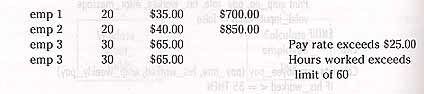 emp 1 20 $35.00 $700.00
emp 2 20 $40.00 $850.00
emp 3 30 $65.00 Pay rate exceeds $25.00
emp 3 30 $65.00 Hours worked exceeds
limit of 60